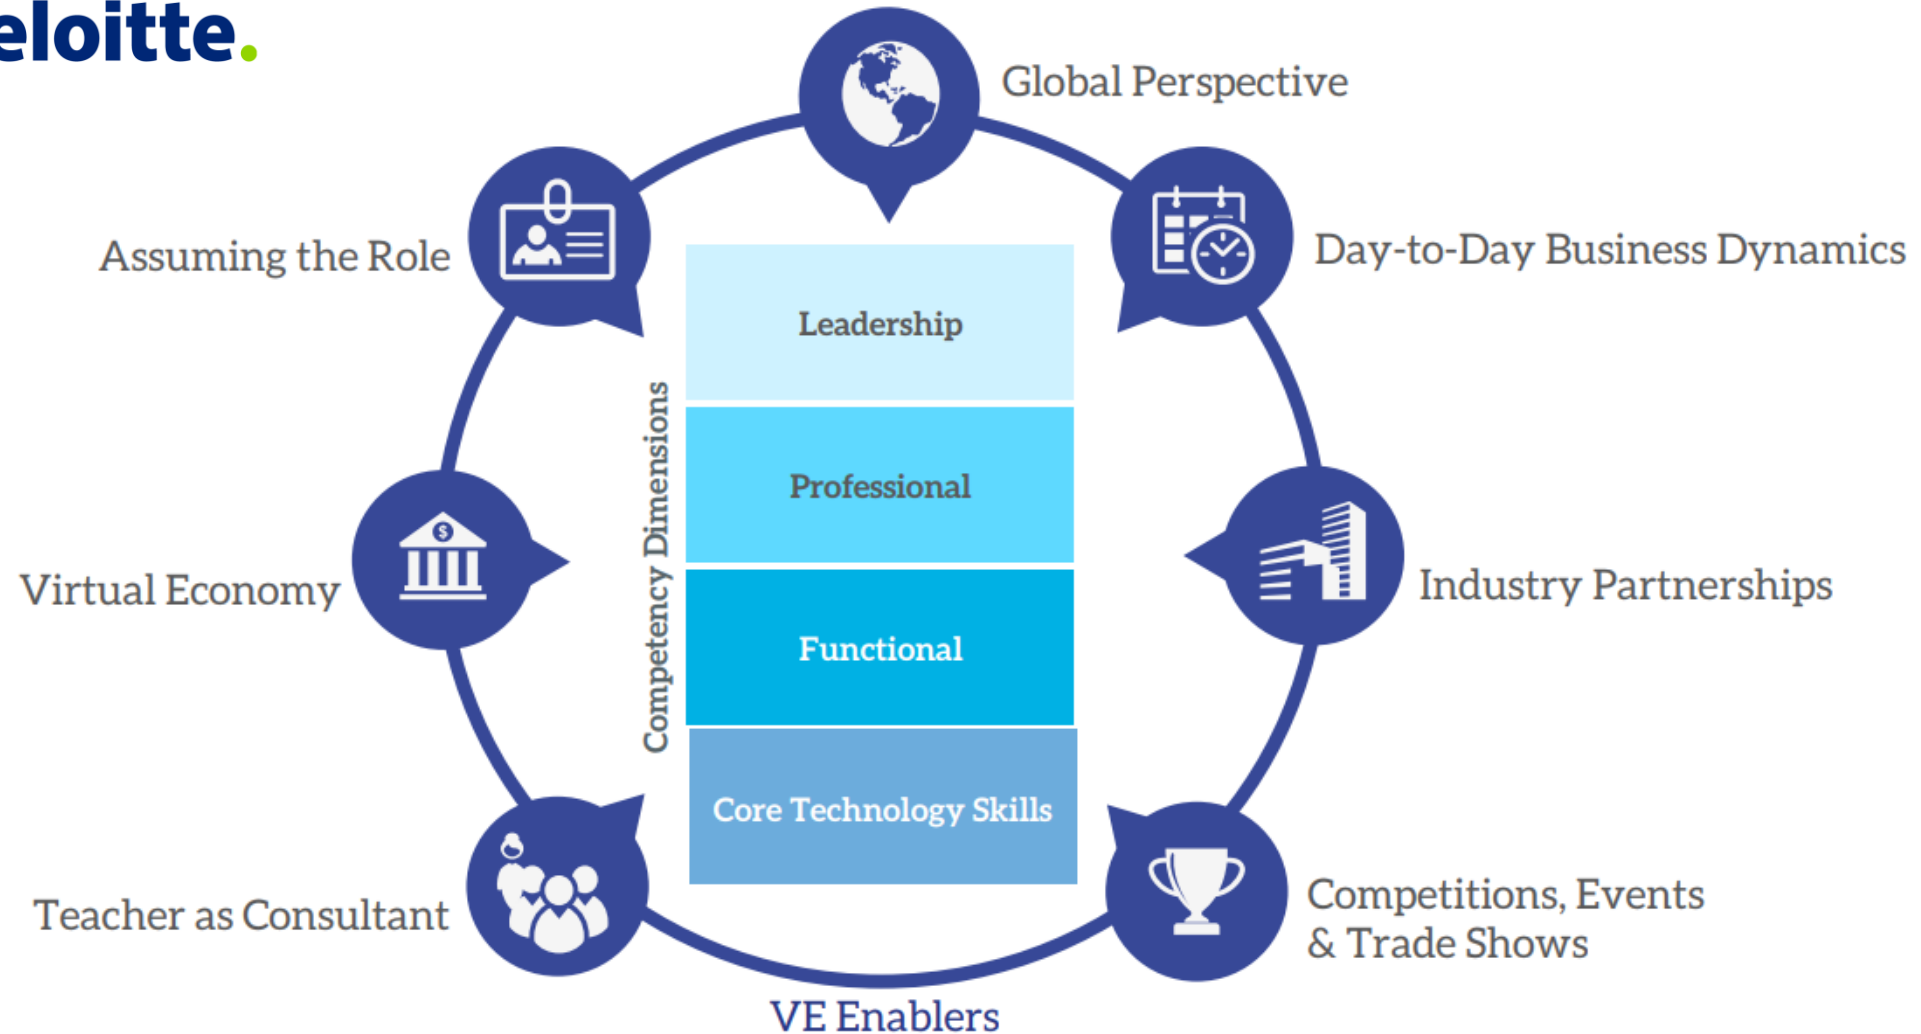 eloitte.
Global Perspective
Assuming the Role
Day-to-Day Business Dynamics
Leadership
Competency Dimensions
Professional
Virtual Economy
$
Industry Partnerships
Functional
Core Technology Skills
Teacher as Consultant
Competitions, Events
& Trade Shows
VE Enablers